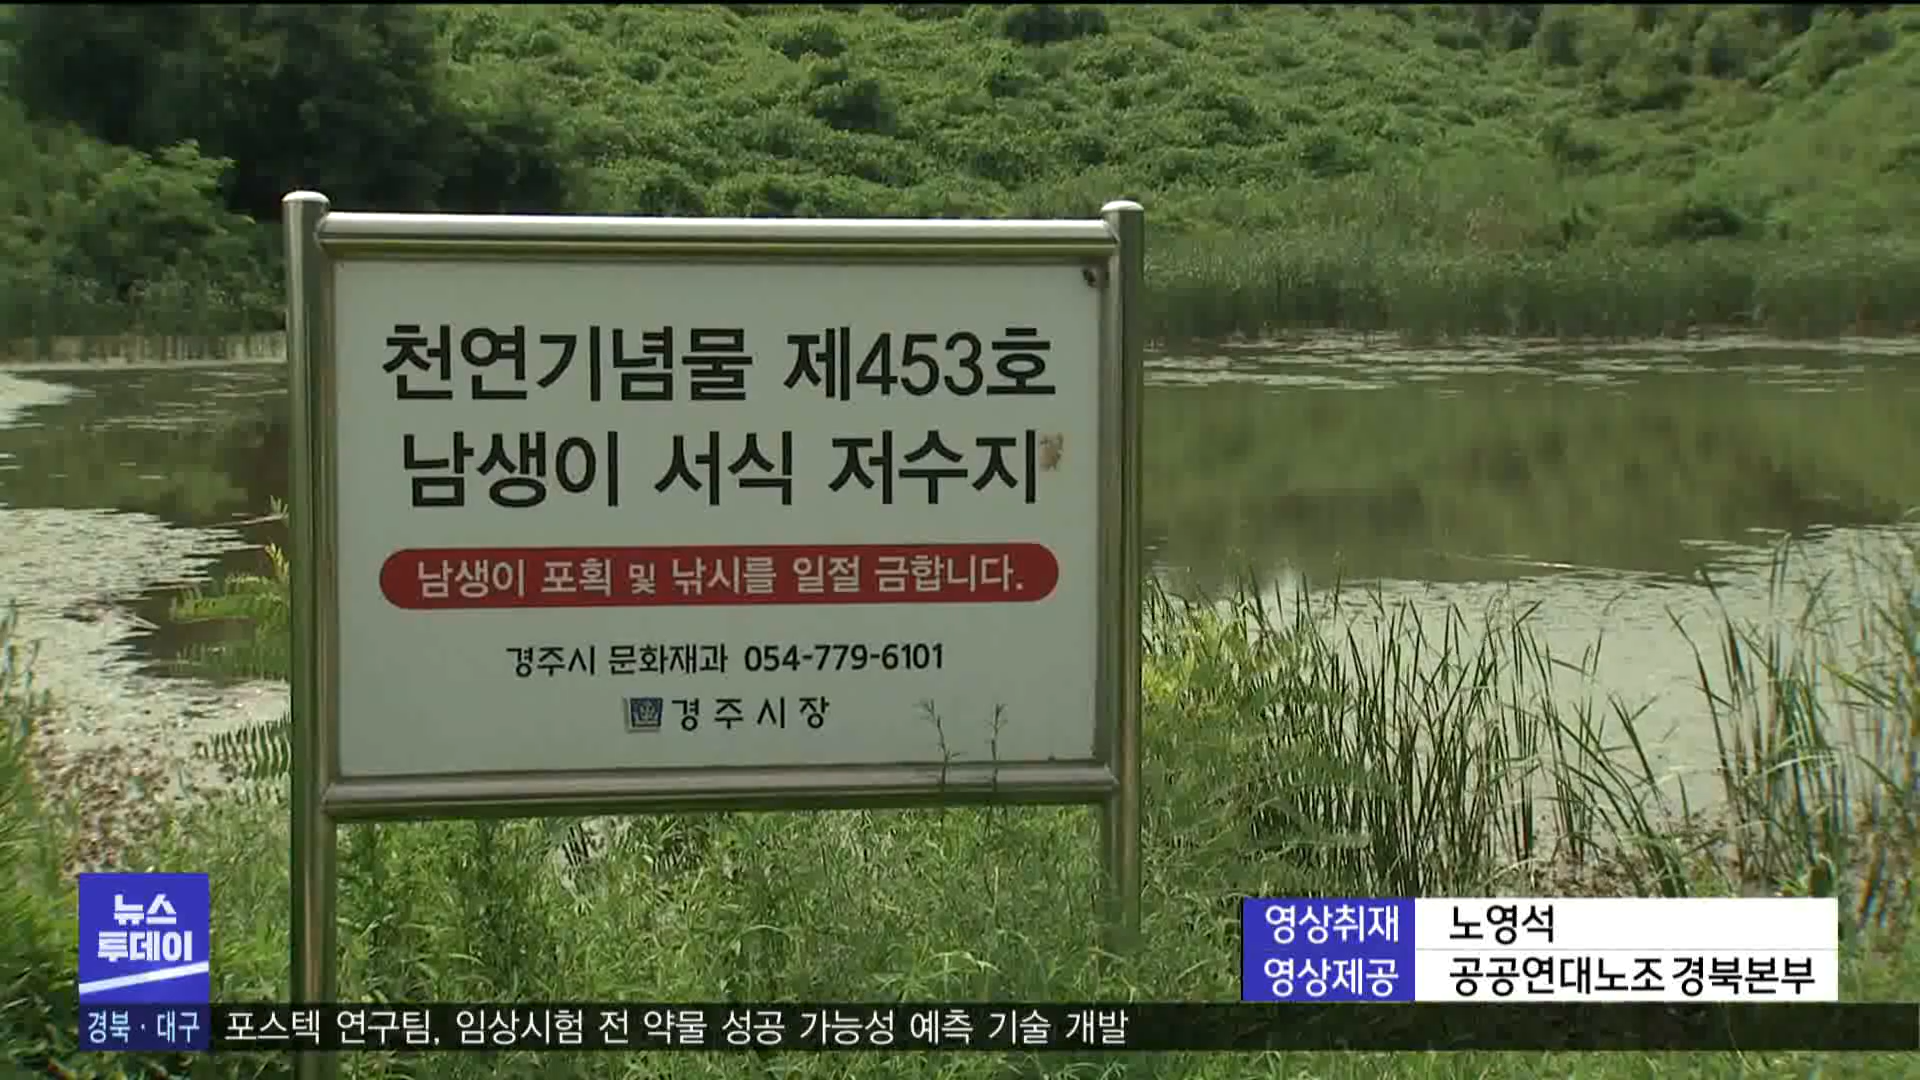 천연기념물 제453호
남생이 서식 저수지
남생이 포획 및 낚시를 일절 금합니다.
경주시 문화재과 054-779-6101
경주시장
뉴스
투데이
영상취재 노영석
영상제공 공공연대노조 경북본부
경북·대구 포스텍 연구팀, 임상시험 전 약물 성공 가능성 예측 기술 개발